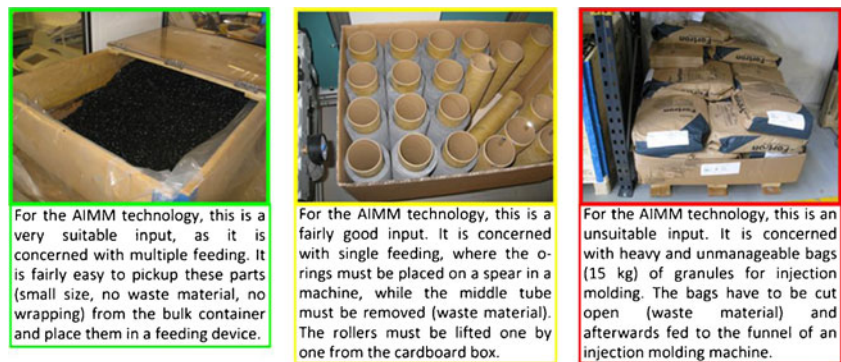 For the AIMM technology, this is a
very suitable input, as it is
concerned with multiple feeding. It
is fairly easy to pickup these parts
(small size, no waste material, no
wrapping) from the bulk container
and place them in a feeding device.
For the AIMM technology, this is a
fairly good input. It is concerned
with single feeding, where the o-
rings must be placed on a spear in a
machine, while the middle tube
must be removed (waste material).
The rollers must be lifted one by
one from the cardboard box.
Fortron
Fortron
Fortron
For the AIMM technology, this is an
unsuitable input. It is concerned
with heavy and unmanageable bags
(15 kg) of granules for injection
molding. The bags have to be cut
open (waste material) and
afterwards fed to the funnel of an
injection molding machine.